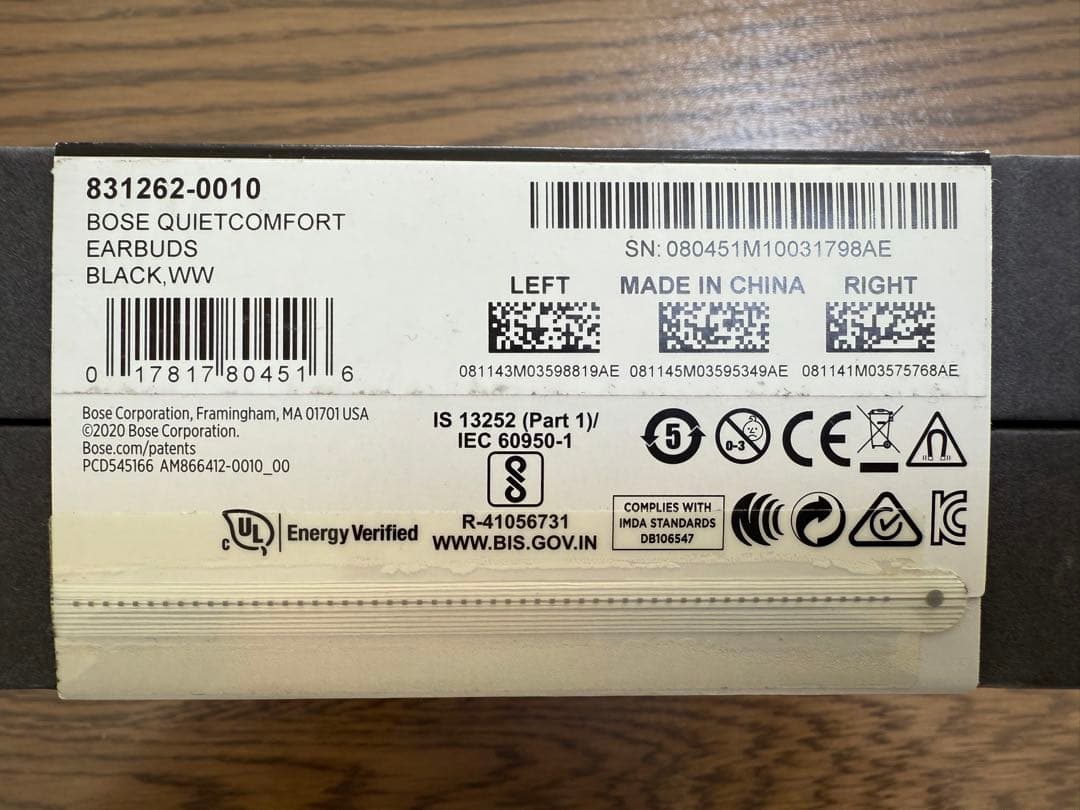 831262-0010
BOSE QUIETCOMFORT
EARBUDS
BLACK,WW
0 17817 80451 6
SN: 080451M10031798AE
LEFT MADE IN CHINA RIGHT
081143M03598819AE 081145M03595349AE 081141M03575768AE
Bose Corporation, Framingham, MA 01701 USA
©2020 Bose Corporation.
Bose.com/patents
PCD545166 AM866412-0010_00
IS 13252 (Part 1)/
IEC 60950-1
R-41056731
WWW.BIS.GOV.IN
5
0-3
CE
c UL Energy Verified
COMPLIES WITH
IMDA STANDARDS
DB106547